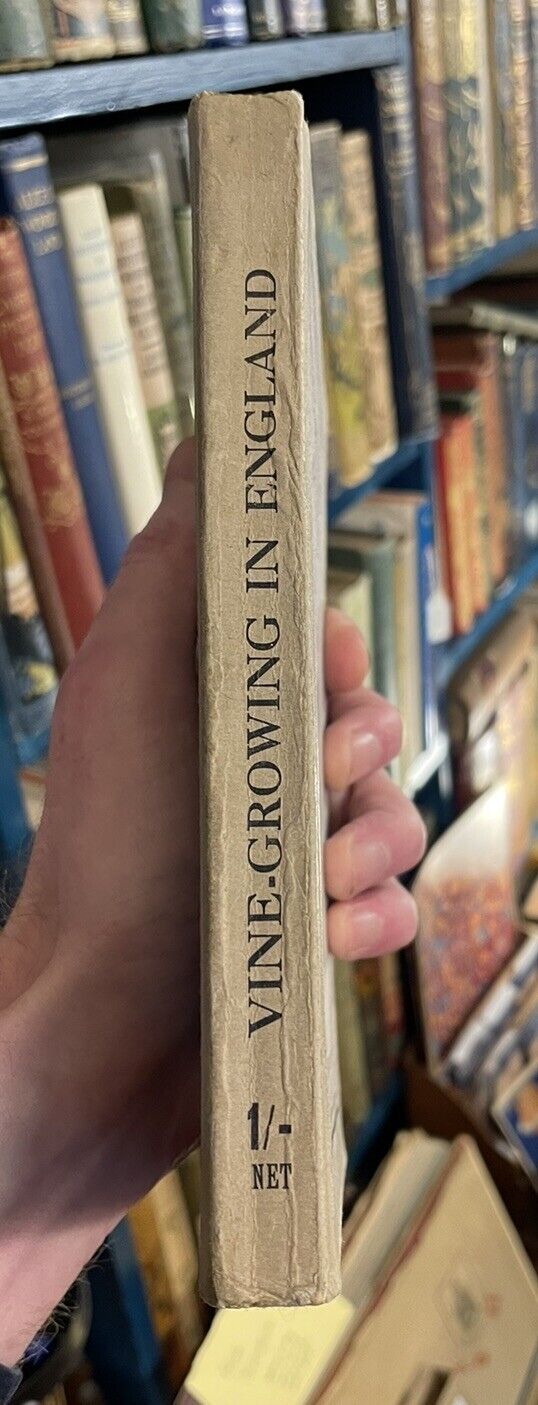 VINE-GROWING IN ENGLAND
1/-
NET